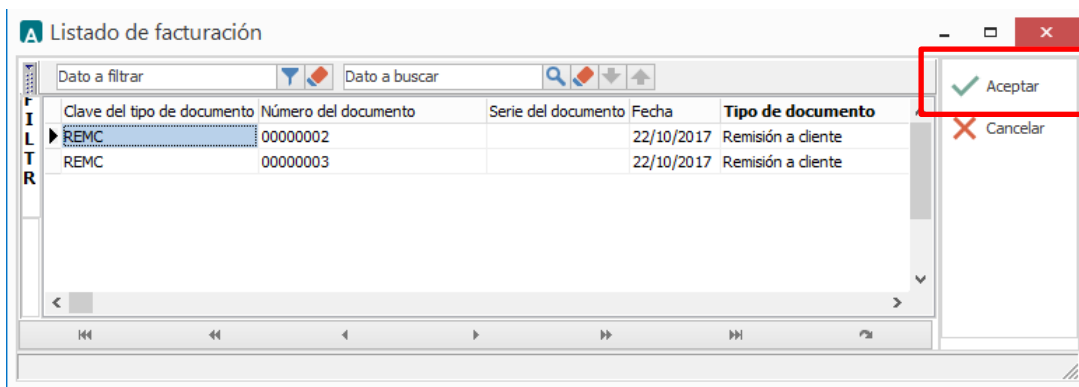 A Listado de facturación
Dato a filtrar Dato a buscar
Aceptar
Cancelar
FILTR
Clave del tipo de documento Número del documento Serie del documento Fecha Tipo de documento
REMC 00000002 22/10/2017 Remisión a cliente
REMC 00000003 22/10/2017 Remisión a cliente